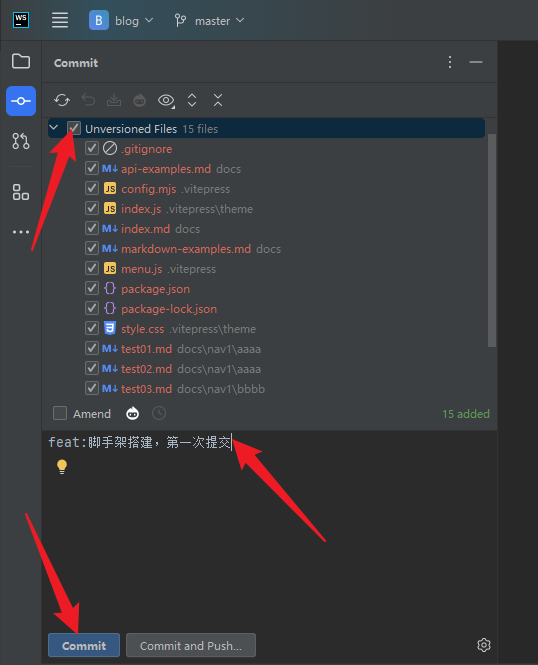 WS B blog master
Commit
Unversioned Files 15 files
.gitignore
M↓ api-examples.md docs
JS config.mjs .vitepress
JS index.js .vitepress\theme
M↓ index.md docs
M↓ markdown-examples.md docs
JS menu.js .vitepress
{} package.json
{} package-lock.json
style.css .vitepress\theme
M↓ test01.md docs\nav1\aaaa
M↓ test02.md docs\nav1\aaaa
M↓ test03.md docs\nav1\bbbb
Amend 15 added
feat:脚手架搭建，第一次提交
Commit Commit and Push...